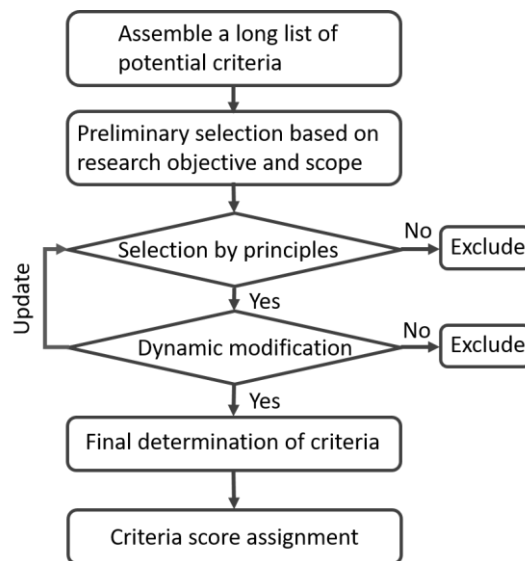 Assemble a long list of
potential criteria
Preliminary selection based on
research objective and scope
No
Selection by principles
Exclude
Update
Yes
No
Dynamic modification
Exclude
Yes
Final determination of criteria
Criteria score assignment